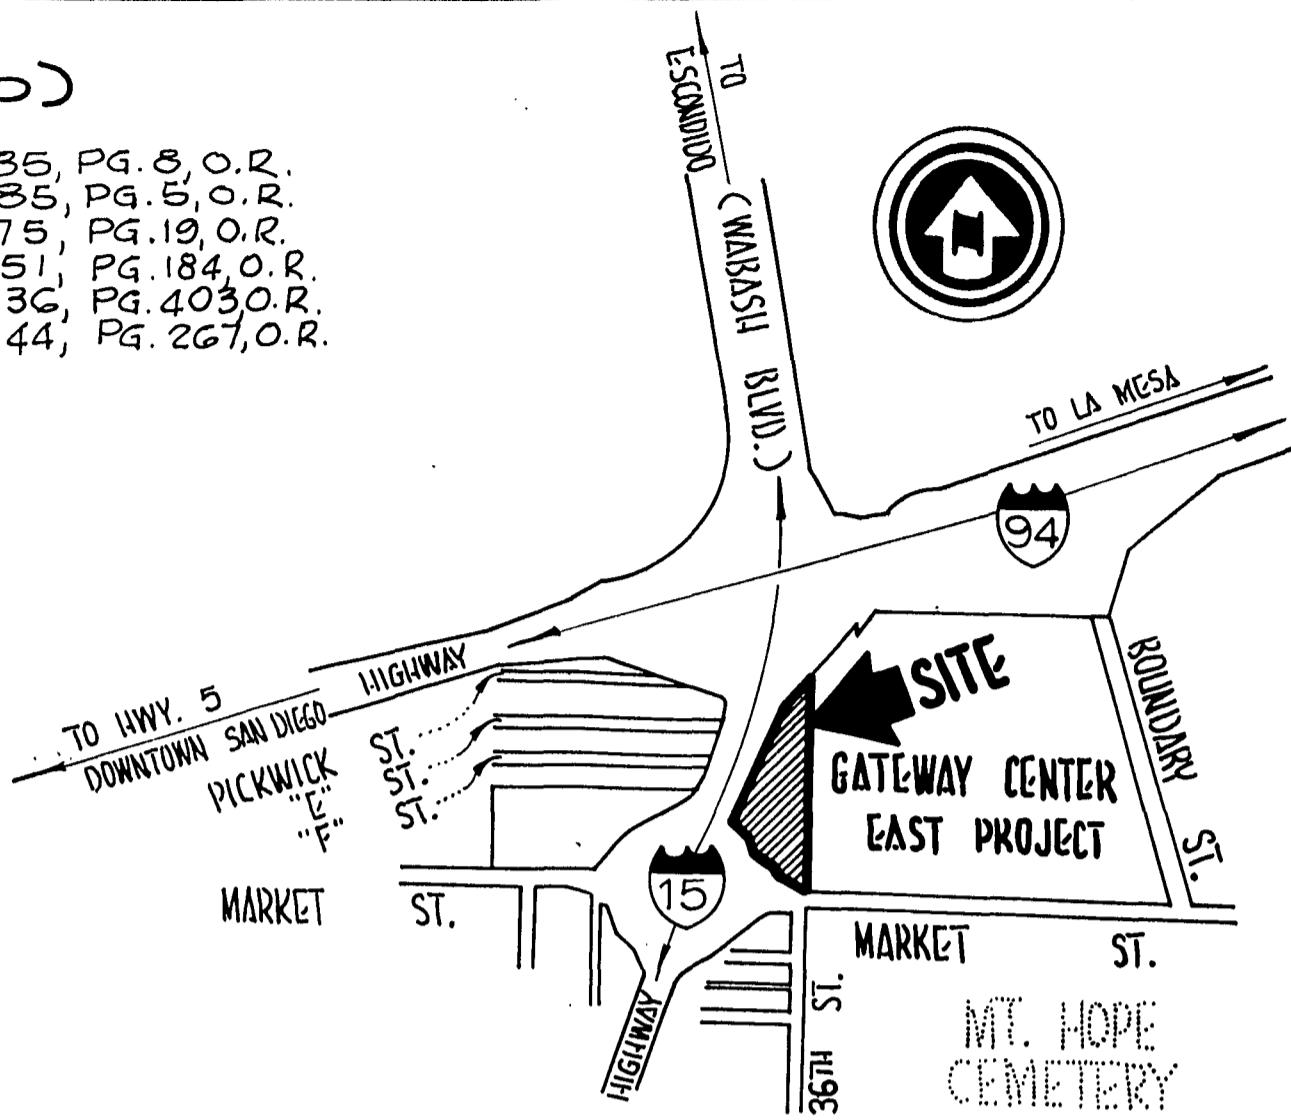 35, PG. 8, O.R.
85, PG. 5, O.R.
75, PG. 19, O.R.
51, PG. 184, O.R.
36, PG. 403, O.R.
44, PG. 267, O.R.
TO
ESCONDIDO
(WABASH BLVD.)
N
TO LA MESA
94
HIGHWAY
TO HWY. 5
DOWNTOWN SAN DIEGO
PICKWICK ST.
"E" ST.
"F" ST.
SITE
GATEWAY CENTER
EAST PROJECT
BOUNDARY ST.
MARKET ST.
15
MARKET ST.
HIGHWAY
36TH ST.
MT. HOPE
CEMETERY